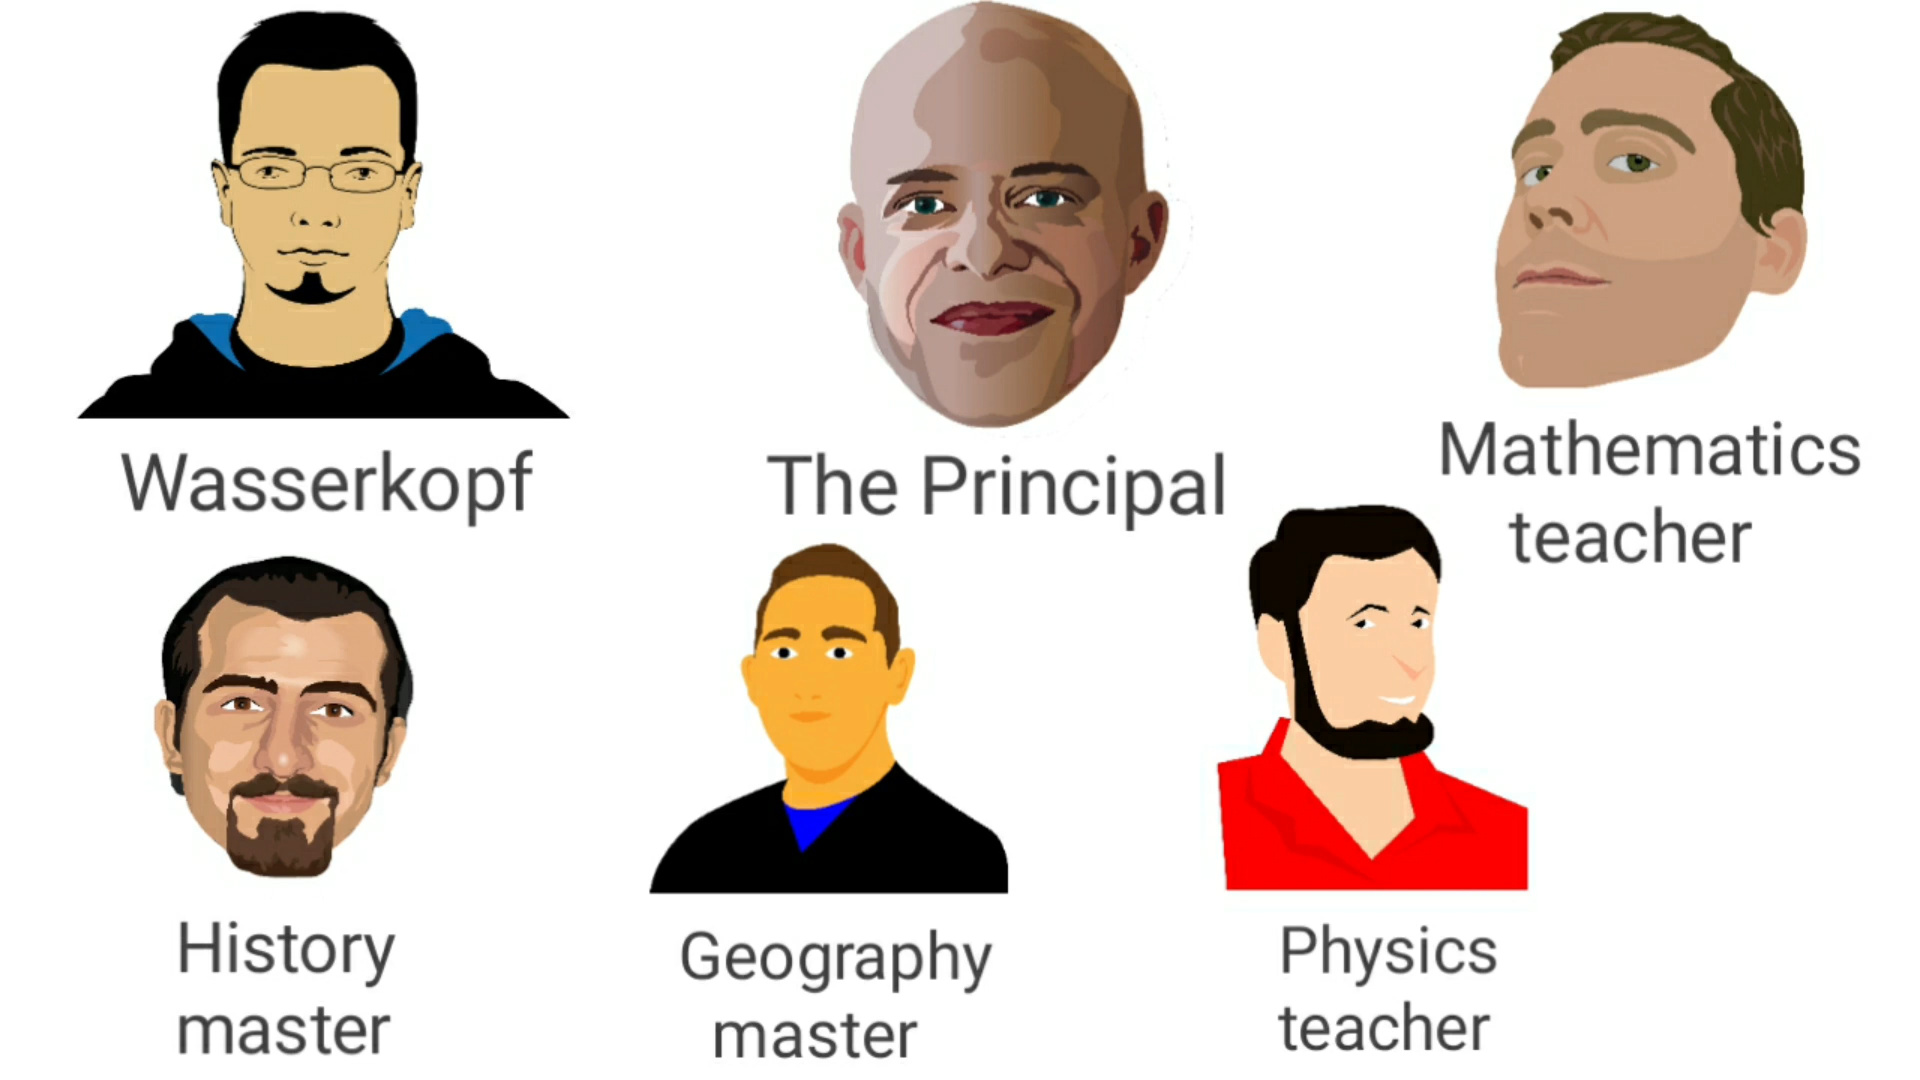 Wasserkopf
The Principal
Mathematics
teacher
History
master
Geography
master
Physics
teacher